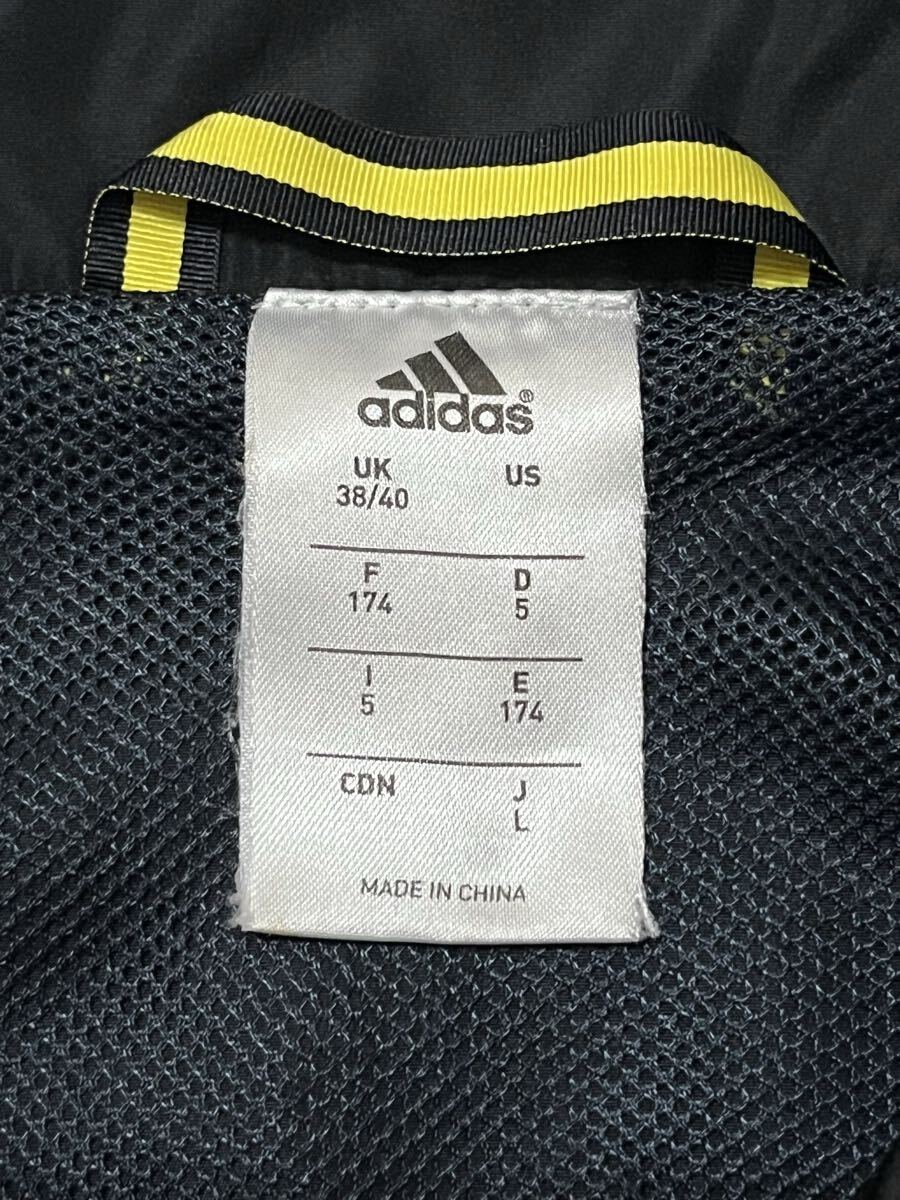 adidas®
UK US
38/40
F D
174 5
I E
5 174
CDN J
L
MADE IN CHINA